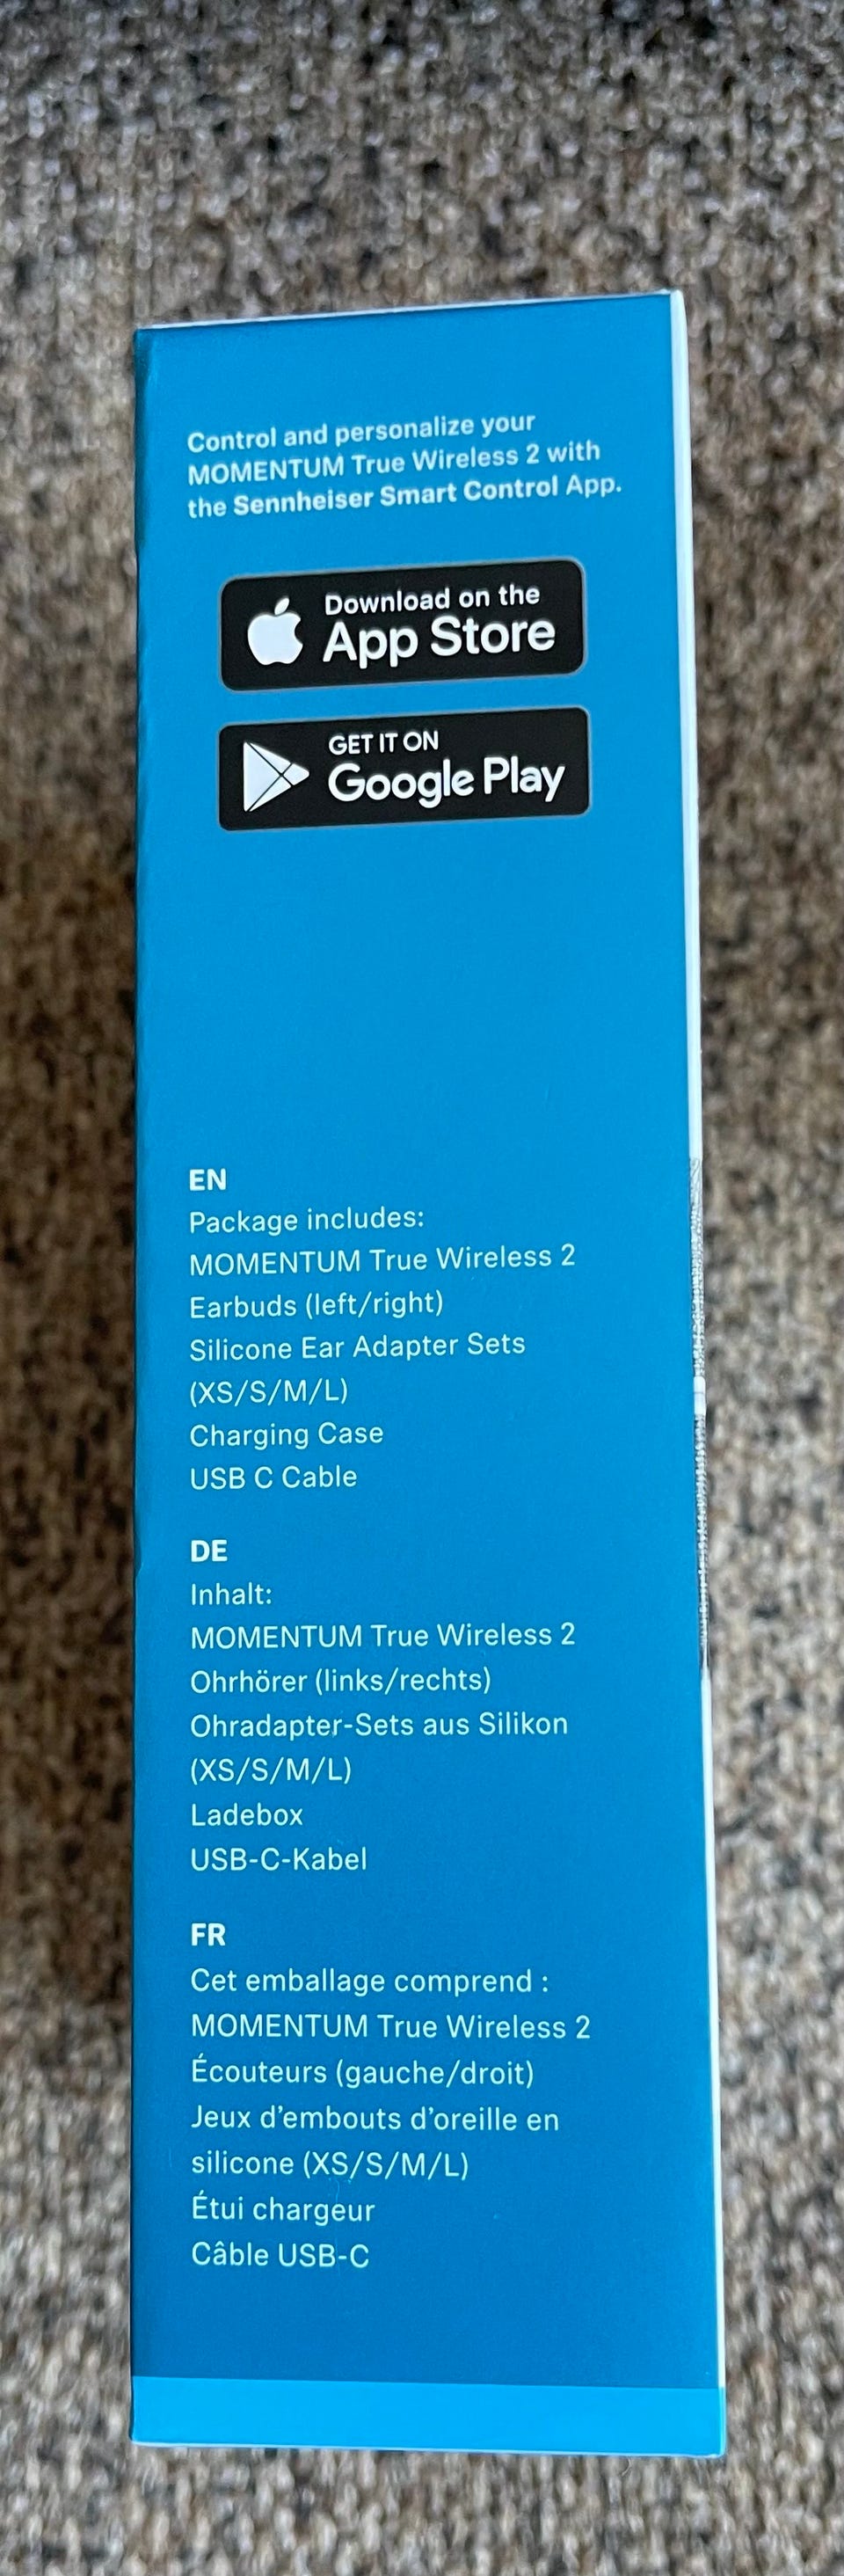 Control and personalize your
MOMENTUM True Wireless 2 with
the Sennheiser Smart Control App.
Download on the
App Store
GET IT ON
Google Play
EN
Package includes:
MOMENTUM True Wireless 2
Earbuds (left/right)
Silicone Ear Adapter Sets
(XS/S/M/L)
Charging Case
USB C Cable
DE
Inhalt:
MOMENTUM True Wireless 2
Ohrhörer (links/rechts)
Ohradapter-Sets aus Silikon
(XS/S/M/L)
Ladebox
USB-C-Kabel
FR
Cet emballage comprend :
MOMENTUM True Wireless 2
Écouteurs (gauche/droit)
Jeux d’embouts d’oreille en
silicone (XS/S/M/L)
Étui chargeur
Câble USB-C